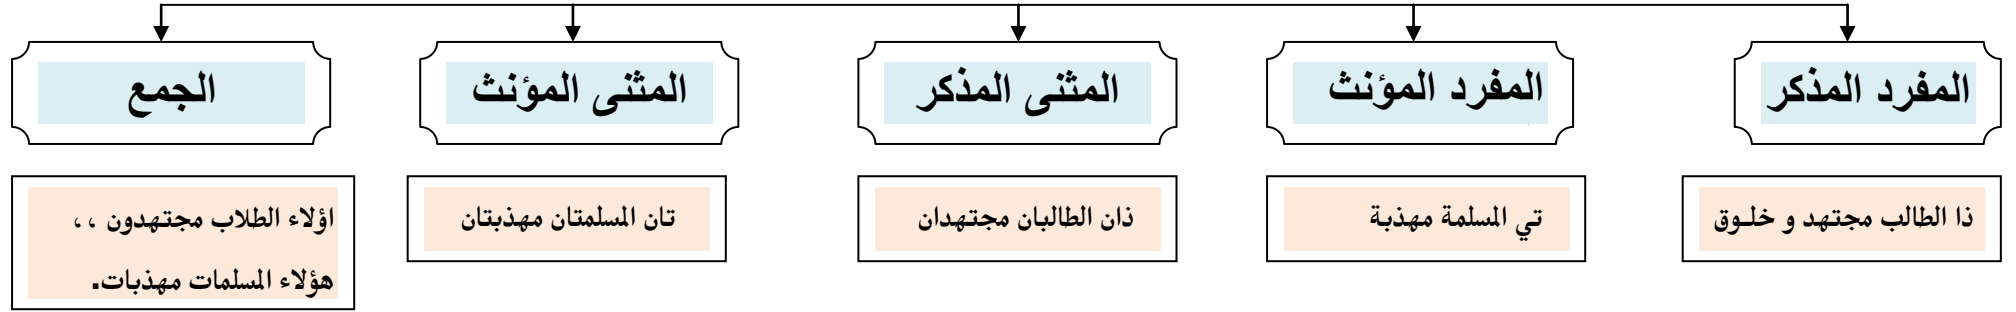 المفرد المذكر
المفرد المؤنث
المثنى المذكر
المثنى المؤنث
الجمع
ذا الطالب مجتهد و خلـوق
تي المسلمة مهذبة
ذان الطالبان مجتهدان
تان المسلمتان مهذبتان
اؤلاء الطلاب مجتهدون ،،
هؤلاء المسلمات مهذبات.